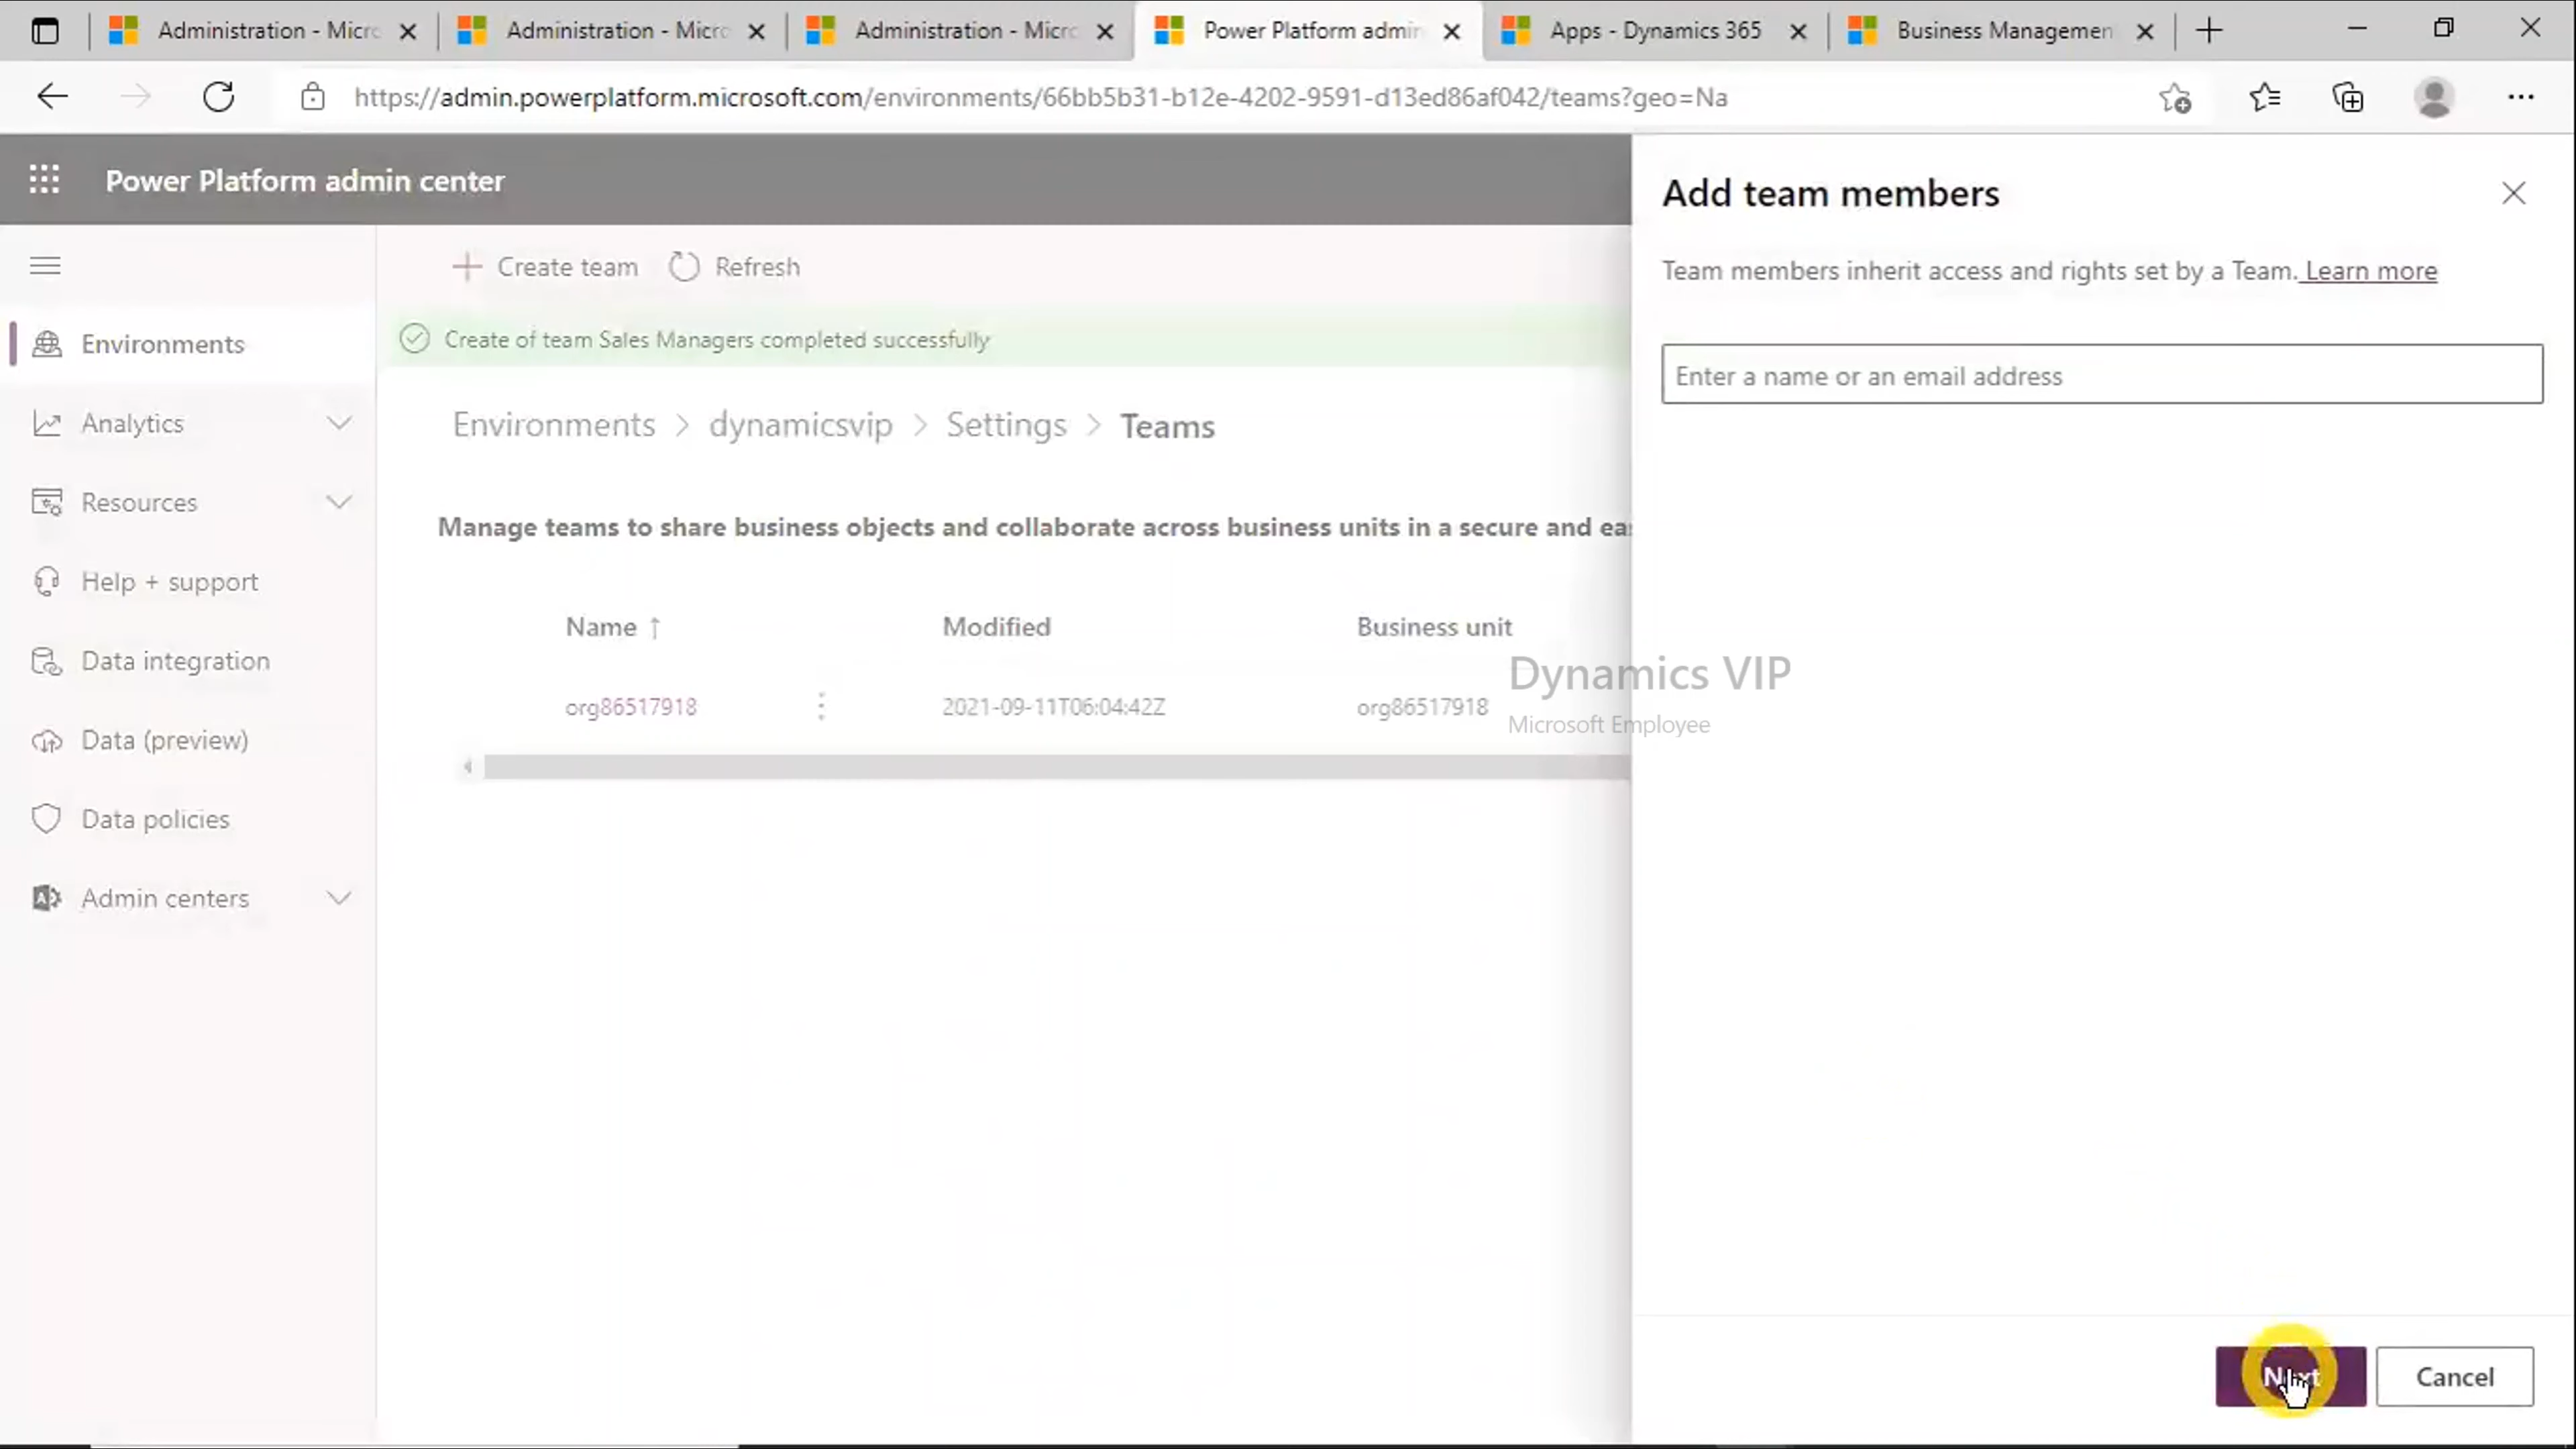 Administration - Micro
Administration - Micro
Administration - Micro
Power Platform admin
Apps - Dynamics 365
Business Managemen
https://admin.powerplatform.microsoft.com/environments/66bb5b31-b12e-4202-9591-d13ed86af042/teams?geo=Na
Power Platform admin center
Add team members
Team members inherit access and rights set by a Team. Learn more
Create team
Refresh
Environments
Create of team Sales Managers completed successfully
Enter a name or an email address
Analytics
Environments > dynamicsvip > Settings > Teams
Resources
Manage teams to share business objects and collaborate across business units in a secure and eas
Help + support
Name ↑
Modified
Business unit
Data integration
Dynamics VIP
org86517918
2021-09-11T06:04:42Z
org86517918
Microsoft Employee
Data (preview)
Data policies
Admin centers
Next
Cancel